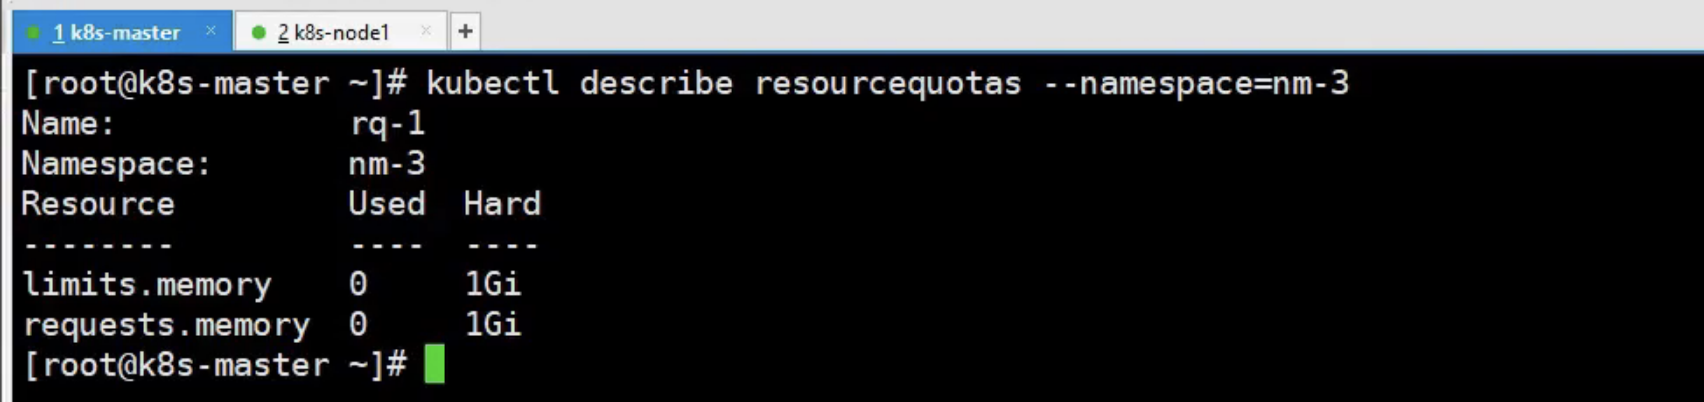 1 k8s-master × 2 k8s-node1 × +
[root@k8s-master ~]# kubectl describe resourcequotas --namespace=nm-3
Name:            rq-1
Namespace:       nm-3
Resource         Used  Hard
--------         ----  ----
limits.memory    0     1Gi
requests.memory  0     1Gi
[root@k8s-master ~]#